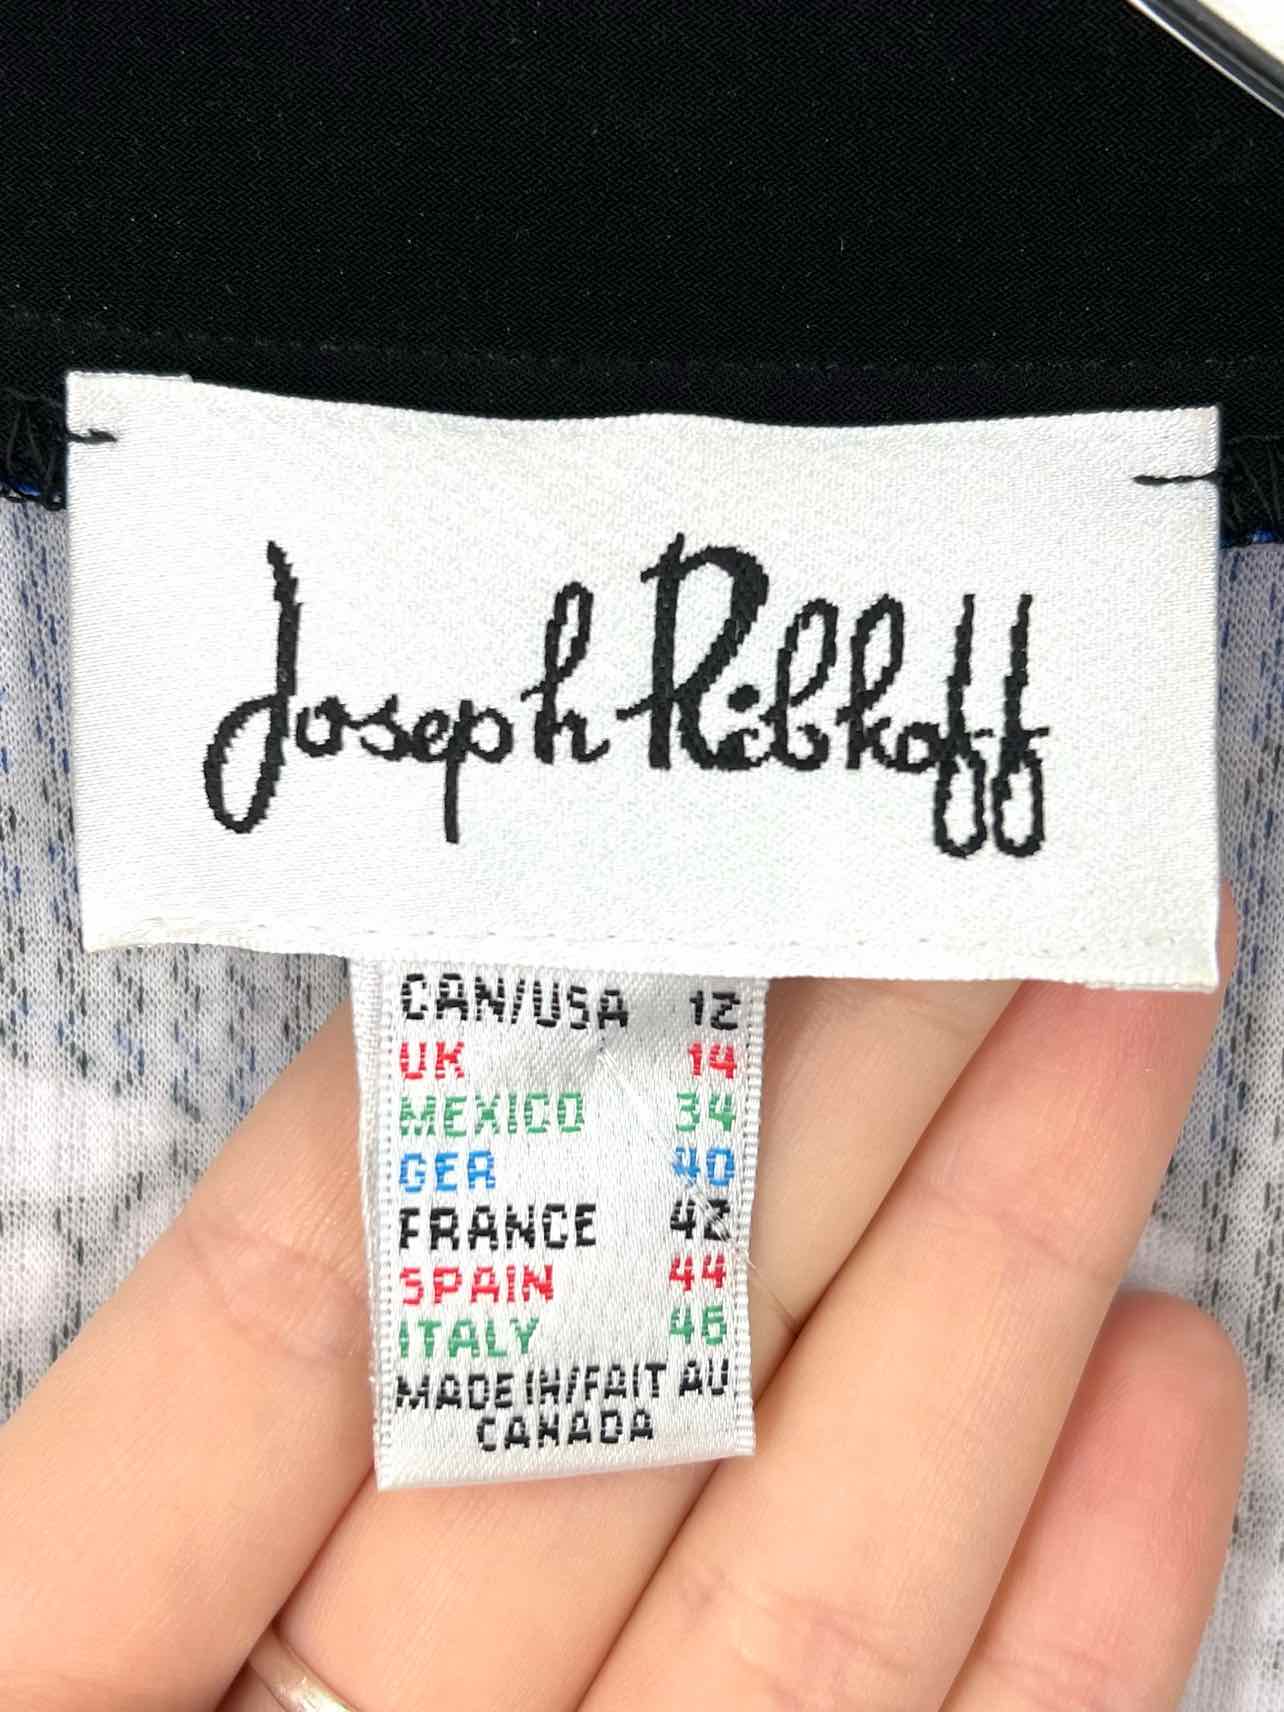 Joseph Ribkoff
CAN/USA 12
UK 14
MEXICO 34
GER 40
FRANCE 42
SPAIN 44
ITALY 46
MADE IN/FAIT AU
CANADA